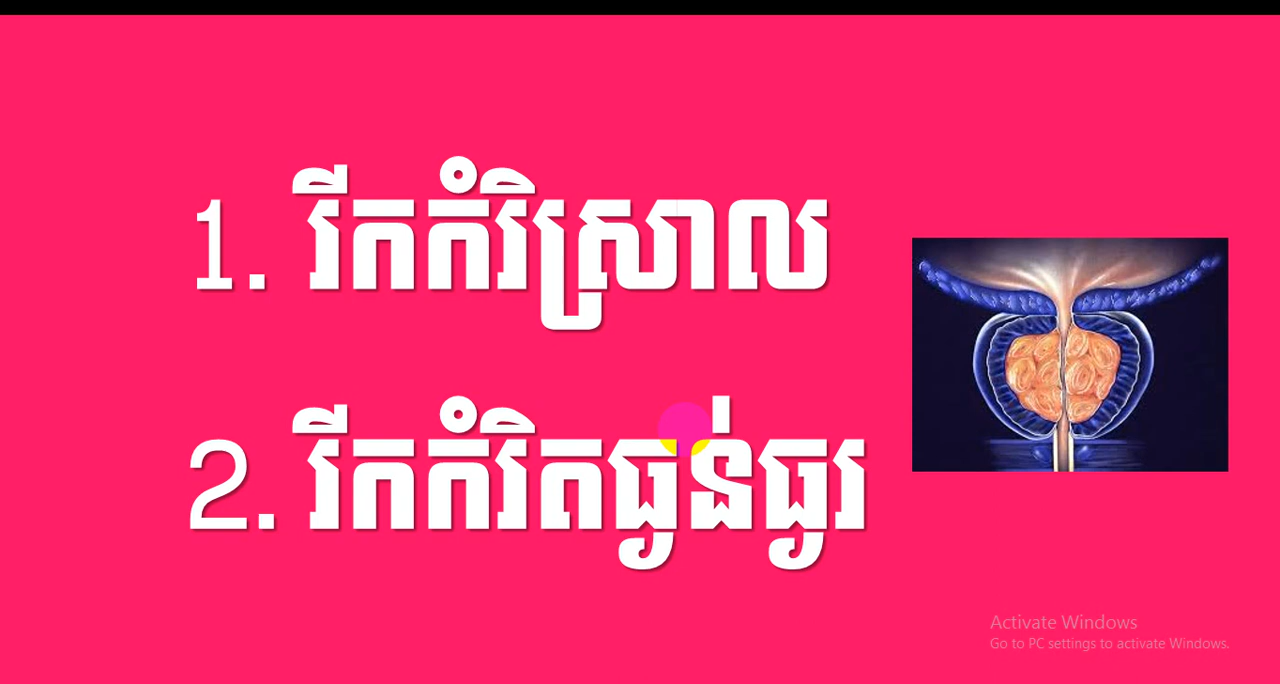 1. រីកកំរិស្រាល
2. រីកកំរិតធ្ងន់ធ្ងរ
Activate Windows
Go to PC settings to activate Windows.